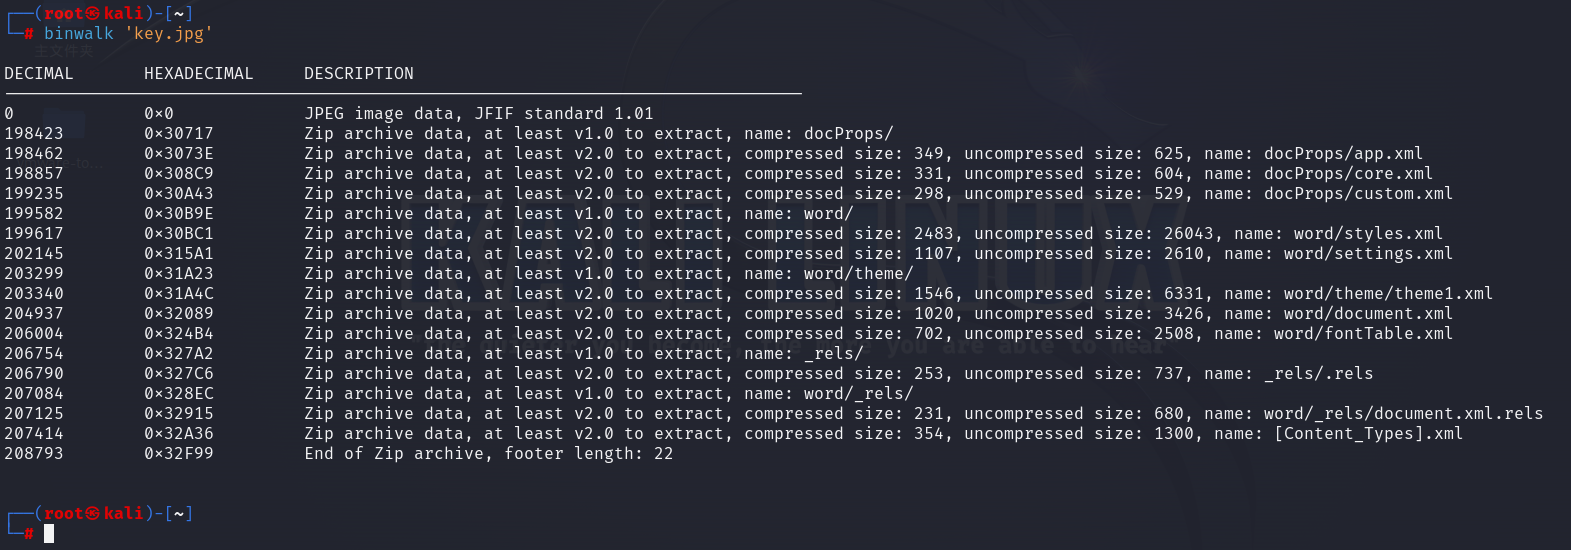 ┌──(root㉿kali)-[~]
└─# binwalk 'key.jpg'
主文件夹
DECIMAL       HEXADECIMAL     DESCRIPTION
--------------------------------------------------------------------------------
0             0×0             JPEG image data, JFIF standard 1.01
198423        0×30717         Zip archive data, at least v1.0 to extract, name: docProps/
198462        0×3073E         Zip archive data, at least v2.0 to extract, compressed size: 349, uncompressed size: 625, name: docProps/app.xml
198857        0×308C9         Zip archive data, at least v2.0 to extract, compressed size: 331, uncompressed size: 604, name: docProps/core.xml
199235        0×30A43         Zip archive data, at least v2.0 to extract, compressed size: 298, uncompressed size: 529, name: docProps/custom.xml
199582        0×30B9E         Zip archive data, at least v1.0 to extract, name: word/
199617        0×30BC1         Zip archive data, at least v2.0 to extract, compressed size: 2483, uncompressed size: 26043, name: word/styles.xml
202145        0×315A1         Zip archive data, at least v2.0 to extract, compressed size: 1107, uncompressed size: 2610, name: word/settings.xml
203299        0×31A23         Zip archive data, at least v1.0 to extract, name: word/theme/
203340        0×31A4C         Zip archive data, at least v2.0 to extract, compressed size: 1546, uncompressed size: 6331, name: word/theme/theme1.xml
204937        0×32089         Zip archive data, at least v2.0 to extract, compressed size: 1020, uncompressed size: 3426, name: word/document.xml
206004        0×324B4         Zip archive data, at least v2.0 to extract, compressed size: 702, uncompressed size: 2508, name: word/fontTable.xml
206754        0×327A2         Zip archive data, at least v1.0 to extract, name: _rels/
206790        0×327C6         Zip archive data, at least v2.0 to extract, compressed size: 253, uncompressed size: 737, name: _rels/.rels
207084        0×328EC         Zip archive data, at least v1.0 to extract, name: word/_rels/
207125        0×32915         Zip archive data, at least v2.0 to extract, compressed size: 231, uncompressed size: 680, name: word/_rels/document.xml.rels
207414        0×32A36         Zip archive data, at least v2.0 to extract, compressed size: 354, uncompressed size: 1300, name: [Content_Types].xml
208793        0×32F99         End of Zip archive, footer length: 22
┌──(root㉿kali)-[~]
└─#